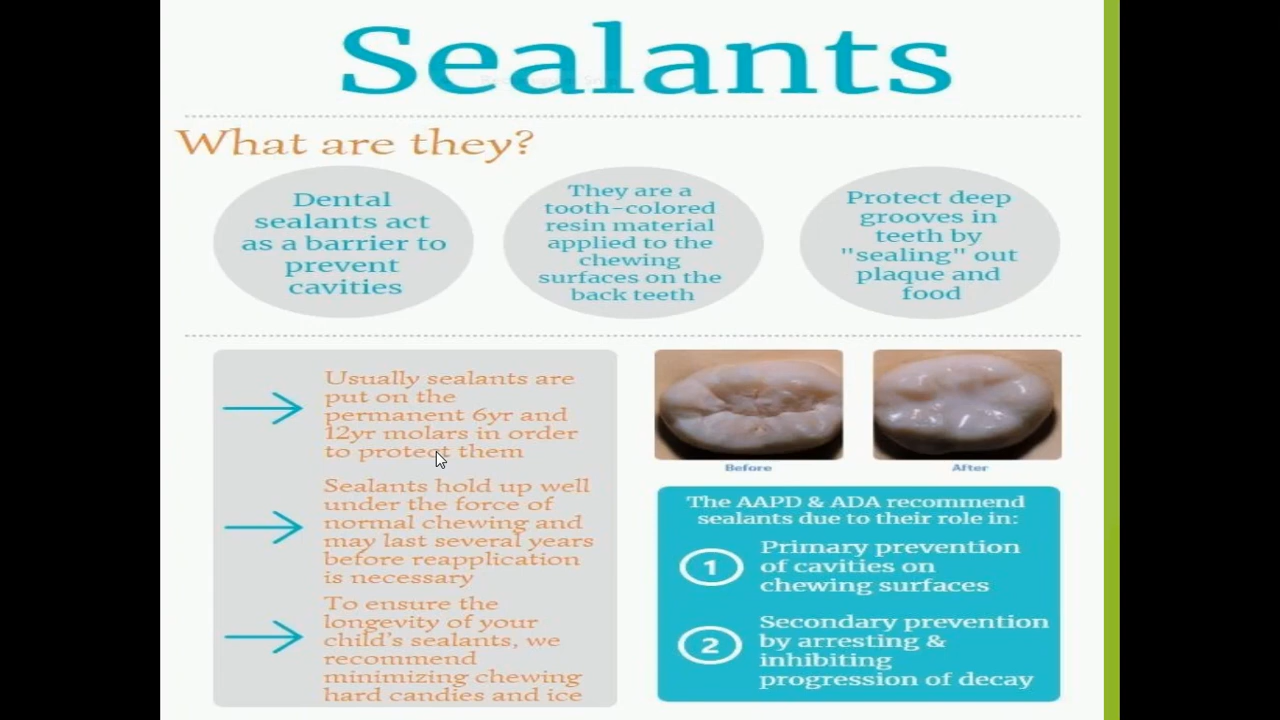 Sealants
What are they?
Dental
sealants act
as a barrier to
prevent
cavities
They are a
tooth-colored
resin material
applied to the
chewing
surfaces on the
back teeth
Protect deep
grooves in
teeth by
"sealing" out
plaque and
food
Usually sealants are
put on the
permanent 6yr and
12yr molars in order
to protect them
Sealants hold up well
under the force of
normal chewing and
may last several years
before reapplication
is necessary
To ensure the
longevity of your
child's sealants, we
recommend
minimizing chewing
hard candies and ice
Before
After
The AAPD & ADA recommend
sealants due to their role in:
1
Primary prevention
of cavities on
chewing surfaces
2
Secondary prevention
by arresting &
inhibiting
progression of decay